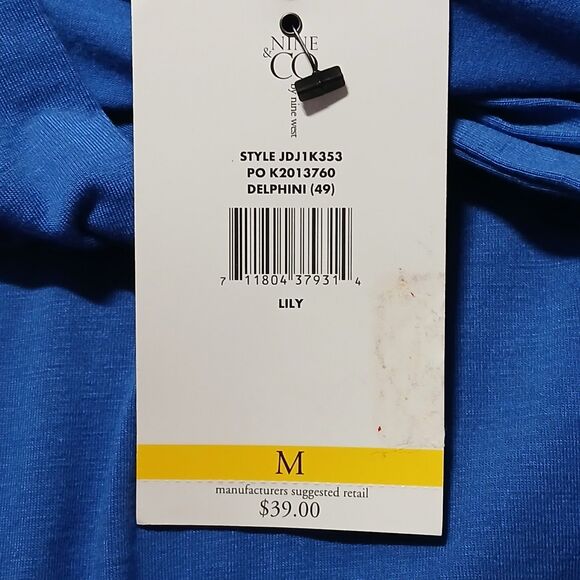 NINE
& CO
by nine west
STYLE JDJ1K353
PO K2013760
DELPHINI (49)
7 11804 37931 4
LILY
M
manufacturers suggested retail
$39.00